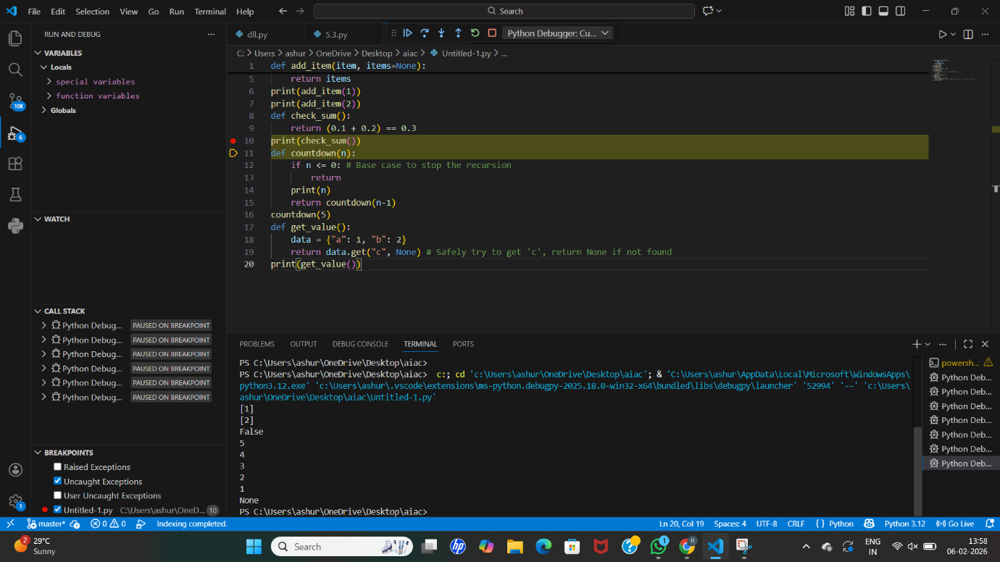 File Edit Selection View Go Run Terminal Help
Search
RUN AND DEBUG
dll.py
5.3.py
Python Debugger: Cu...
VARIABLES
Locals
special variables
function variables
Globals
WATCH
CALL STACK
Python Debug... PAUSED ON BREAKPOINT
Python Debug... PAUSED ON BREAKPOINT
Python Debug... PAUSED ON BREAKPOINT
Python Debug... PAUSED ON BREAKPOINT
Python Debug... PAUSED ON BREAKPOINT
Python Debug... PAUSED ON BREAKPOINT
BREAKPOINTS
Raised Exceptions
Uncaught Exceptions
User Uncaught Exceptions
Untitled-1.py C:\Users\ashur\OneD... 10
10K
6
1
C: > Users > ashur > OneDrive > Desktop > aiac > Untitled-1.py > ...
1 def add_item(item, items=None):
5 return items
6 print(add_item(1))
7 print(add_item(2))
8 def check_sum():
9 return (0.1 + 0.2) == 0.3
10 print(check_sum())
11 def countdown(n):
12 if n <= 0: # Base case to stop the recursion
13 return
14 print(n)
15 return countdown(n-1)
16 countdown(5)
17 def get_value():
18 data = {"a": 1, "b": 2}
19 return data.get("c", None) # Safely try to get 'c', return None if not found
20 print(get_value())
PROBLEMS OUTPUT DEBUG CONSOLE TERMINAL PORTS
PS C:\Users\ashur\OneDrive\Desktop\aiac>
PS C:\Users\ashur\OneDrive\Desktop\aiac> c:; cd 'c:\Users\ashur\OneDrive\Desktop\aiac'; & 'C:\Users\ashur\AppData\Local\Microsoft\WindowsApps\
python3.12.exe' 'c:\Users\ashur\.vscode\extensions\ms-python.debugpy-2025.18.0-win32-x64\bundled\libs\debugpy\launcher' '52994' '--' 'c:\Users\
ashur\OneDrive\Desktop\aiac\Untitled-1.py'
[1]
[2]
False
5
4
3
2
1
None
PS C:\Users\ashur\OneDrive\Desktop\aiac>
powersh...
Python Deb...
Python Deb...
Python Deb...
Python Deb...
Python Deb...
Python Deb...
Python Deb...
master* 0 0 Indexing completed. Ln 20, Col 19 Spaces: 4 UTF-8 CRLF { } Python Python 3.12 Go Live
2
29°C
Sunny
Search
hp
1
R
ENG
IN
13:58
06-02-2026